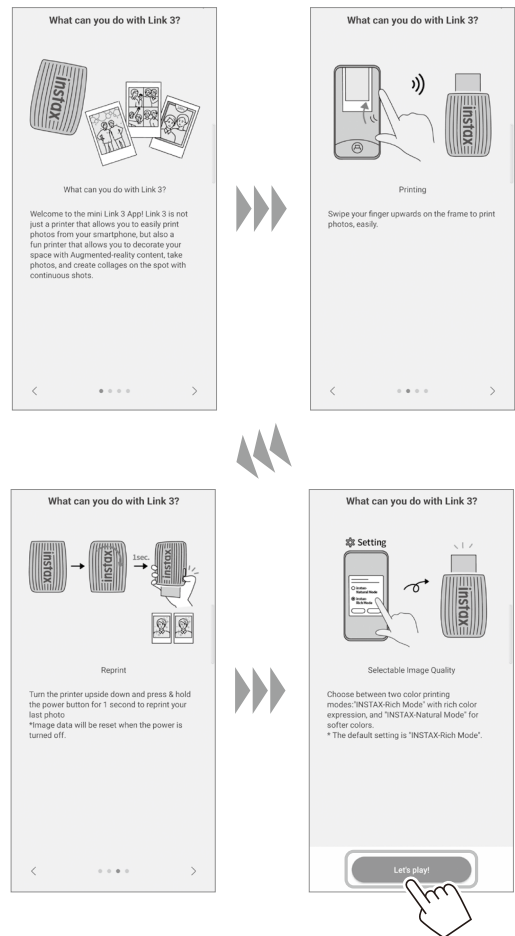 What can you do with Link 3?
instax
What can you do with Link 3?
Welcome to the mini Link 3 App! Link 3 is not
just a printer that allows you to easily print
photos from your smartphone, but also a
fun printer that allows you to decorate your
space with Augmented-reality content, take
photos, and create collages on the spot with
continuous shots.
What can you do with Link 3?
instax
Printing
Swipe your finger upwards on the frame to print
photos, easily.
What can you do with Link 3?
instax
instax
1sec.
instax
Reprint
Turn the printer upside down and press & hold
the power button for 1 second to reprint your
last photo
*Image data will be reset when the power is
turned off.
What can you do with Link 3?
Setting
instax
Natural Mode
instax
Rich Mode
instax
Selectable Image Quality
Choose between two color printing
modes:"INSTAX-Rich Mode" with rich color
expression, and "INSTAX-Natural Mode" for
softer colors.
* The default setting is "INSTAX-Rich Mode".
Let's play!